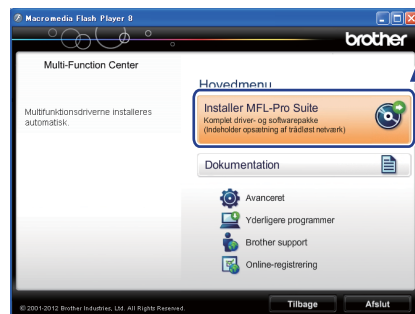 Macromedia Flash Player 8
brother
Multi-Function Center
Multifunktionsdriverne installeres
automatisk.
Hovedmenu
Installer MFL-Pro Suite
Komplet driver- og softwarepakke
(Indeholder opsætning af trådløst netværk)
Dokumentation
Avanceret
Yderligere programmer
Brother support
Online-registrering
© 2001-2012 Brother Industries, Ltd. All Rights Reserved.
Tilbage
Afslut